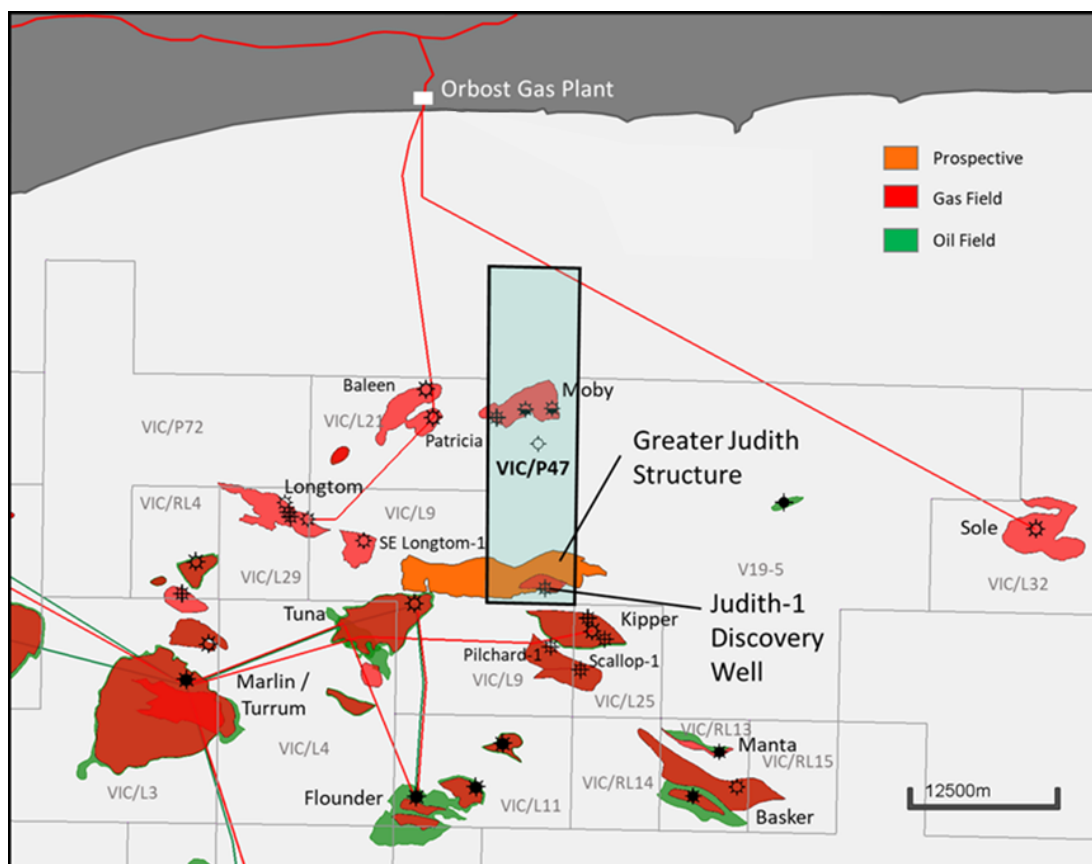 Orbost Gas Plant
Prospective
Gas Field
Oil Field
Baleen
Moby
VIC/P72
VIC/L21
Patricia
VIC/P47
Greater Judith
Structure
Longtom
VIC/RL4
VIC/L9
SE Longtom-1
Sole
VIC/L29
V19-5
VIC/L32
Tuna
Kipper
Judith-1
Discovery
Well
Pilchard-1
Scallop-1
VIC/L9
VIC/L25
Marlin /
Turrum
VIC/RL13
Manta
VIC/L4
VIC/RL15
VIC/L3
VIC/RL14
Flounder
VIC/L11
Basker
12500m